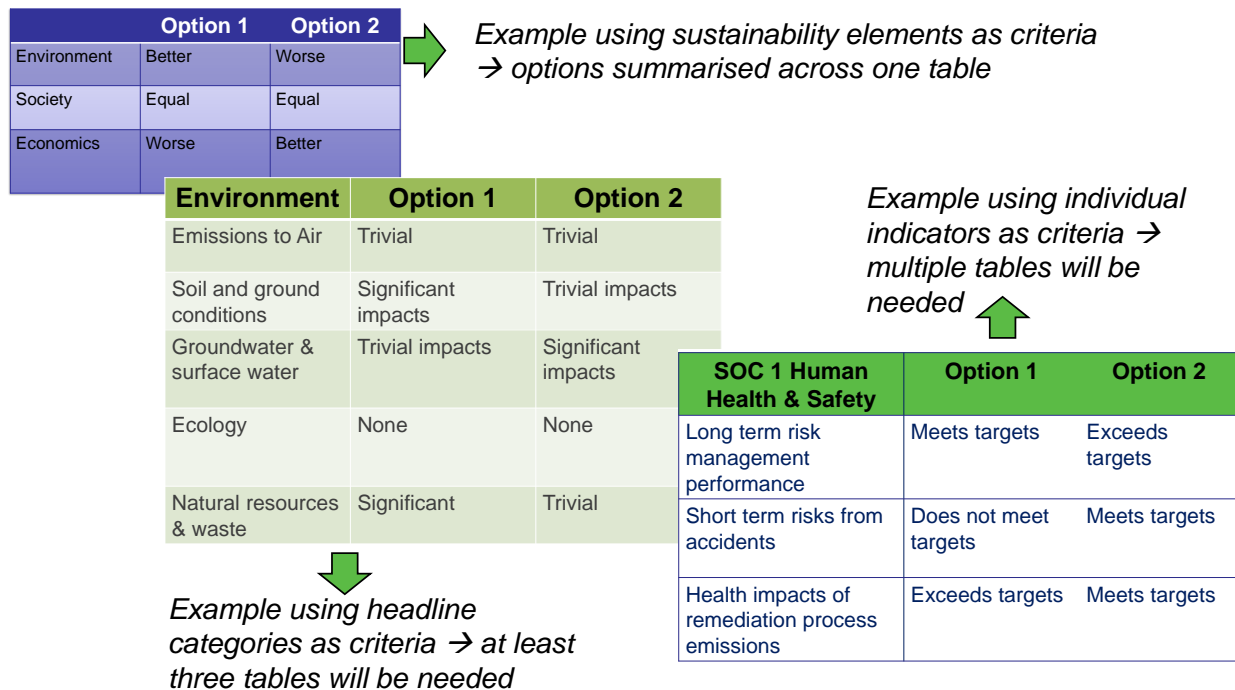 Option 1 Option 2
Environment Better Worse
Society Equal Equal
Economics Worse Better
Example using sustainability elements as criteria
→ options summarised across one table
Environment Option 1 Option 2
Emissions to Air Trivial Trivial
Soil and ground Significant Trivial impacts
conditions impacts
Groundwater & Trivial impacts Significant
surface water impacts
Ecology None None
Natural resources Significant Trivial
& waste
Example using headline
categories as criteria → at least
three tables will be needed
Example using individual
indicators as criteria →
multiple tables will be
needed
SOC 1 Human Option 1 Option 2
Health & Safety
Long term risk Meets targets Exceeds
management targets
performance
Short term risks from Does not meet Meets targets
accidents targets
Health impacts of Exceeds targets Meets targets
remediation process
emissions